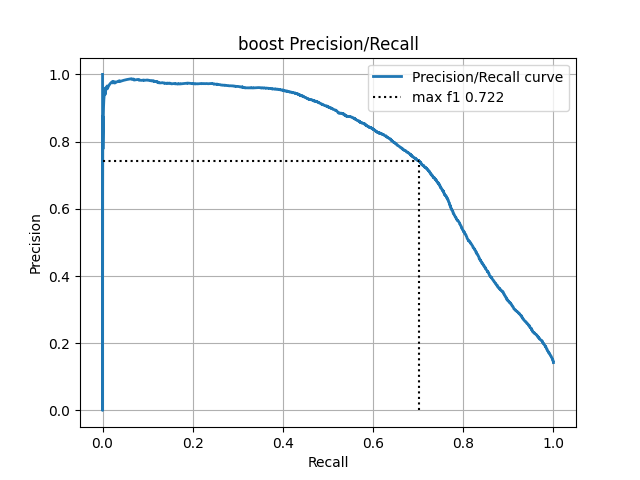 boost Precision/Recall
Precision/Recall curve
max f1 0.722
1.0
0.8
0.6
0.4
0.2
0.0
Precision
0.0 0.2 0.4 0.6 0.8 1.0
Recall